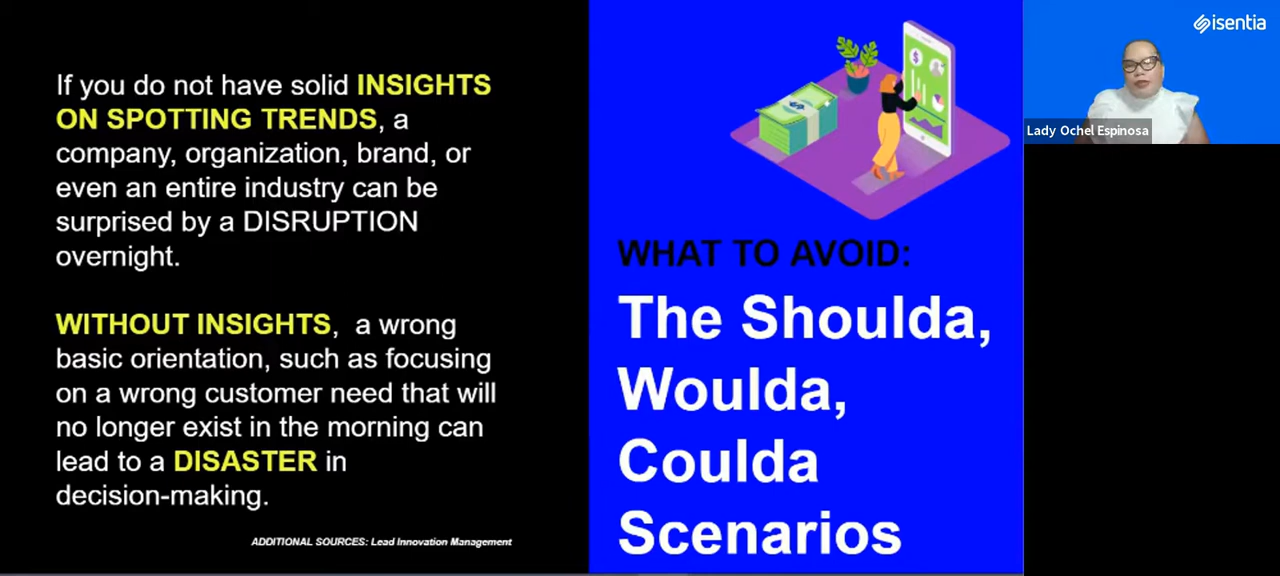 If you do not have solid INSIGHTS
ON SPOTTING TRENDS, a
company, organization, brand, or
even an entire industry can be
surprised by a DISRUPTION
overnight.
WITHOUT INSIGHTS,  a wrong
basic orientation, such as focusing
on a wrong customer need that will
no longer exist in the morning can
lead to a DISASTER in
decision-making.
ADDITIONAL SOURCES: Lead Innovation Management
WHAT TO AVOID:
The Shoulda,
Woulda,
Coulda
Scenarios
isentia
Lady Ochel Espinosa